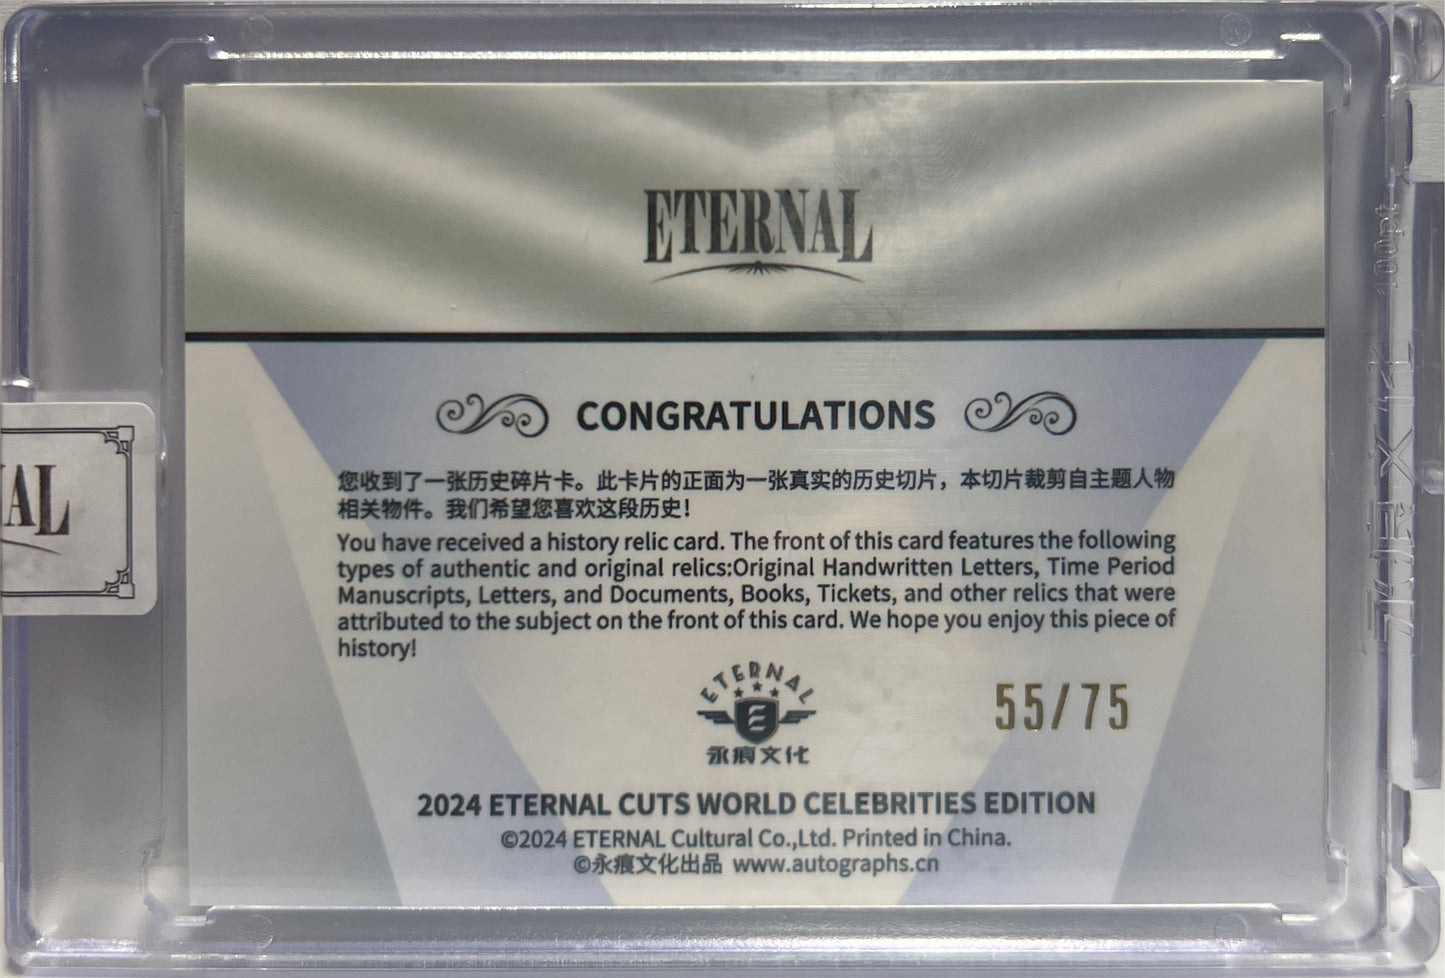 ETERNAL
CONGRATULATIONS
您收到了一张历史碎片卡。此卡片的正面为一张真实的历史切片，本切片裁剪自主题人物
相关物件。我们希望您喜欢这段历史！
You have received a history relic card. The front of this card features the following
types of authentic and original relics:Original Handwritten Letters, Time Period
Manuscripts, Letters, and Documents, Books, Tickets, and other relics that were
attributed to the subject on the front of this card. We hope you enjoy this piece of
history!
ETERNAL
E
永痕文化
55/75
2024 ETERNAL CUTS WORLD CELEBRITIES EDITION
©2024 ETERNAL Cultural Co.,Ltd. Printed in China.
©永痕文化出品 www.autographs.cn
NAL
100pt
永痕文化